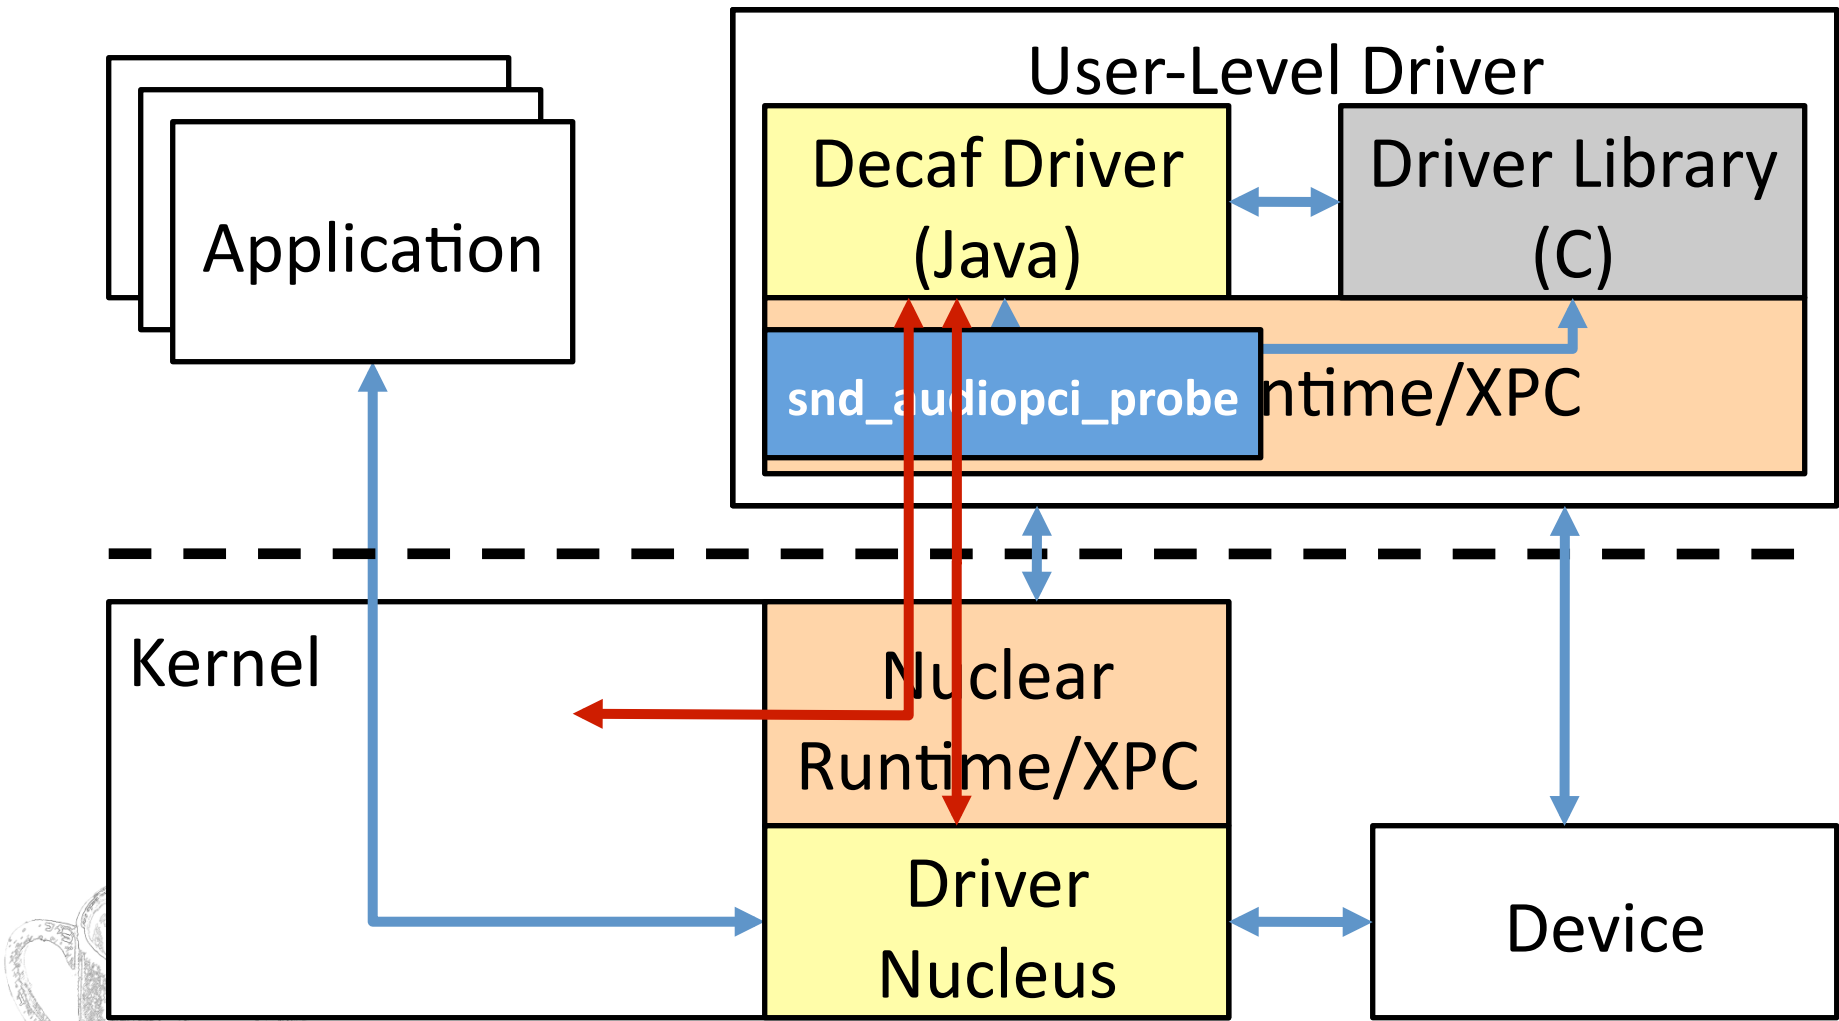 User-Level Driver
Decaf Driver
(Java)
Driver Library
(C)
Application
snd_audiopci_probe
ntime/XPC
Kernel
Nuclear
Runtime/XPC
Driver
Nucleus
Device